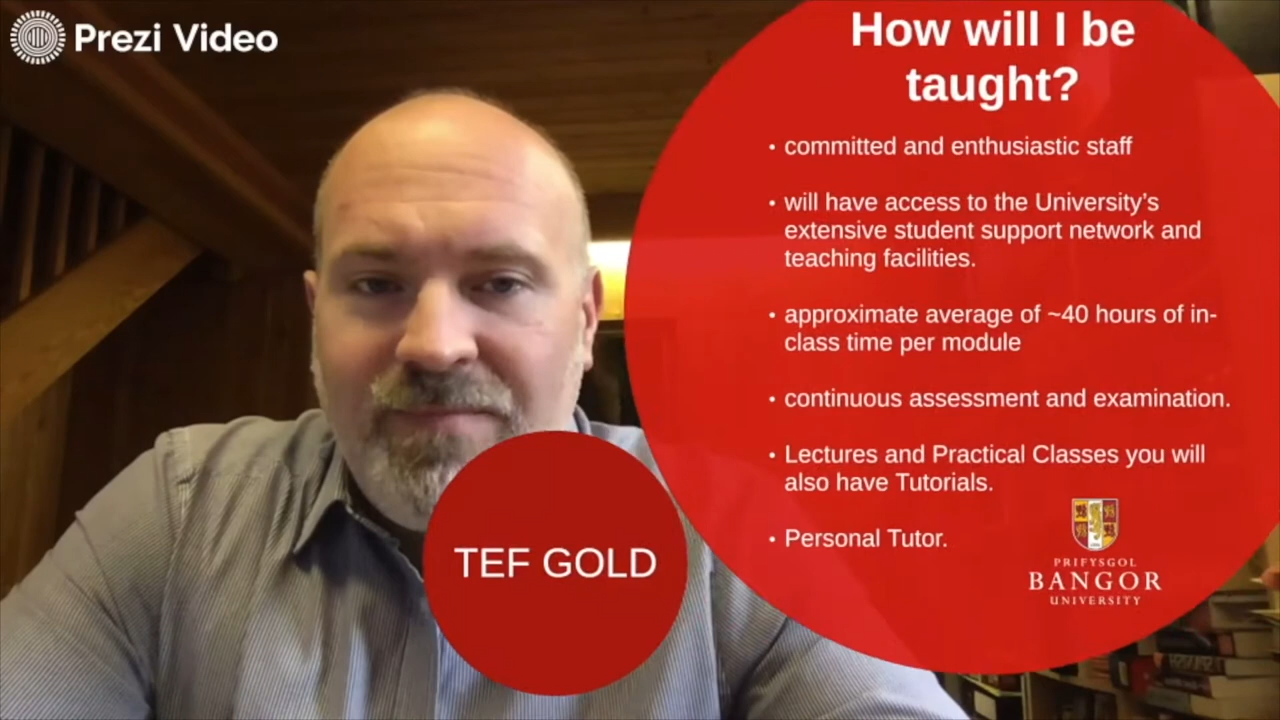 Prezi Video
How will I be
taught?
• committed and enthusiastic staff
• will have access to the University's
extensive student support network and
teaching facilities.
• approximate average of ~40 hours of in-
class time per module
• continuous assessment and examination.
• Lectures and Practical Classes you will
also have Tutorials.
• Personal Tutor.
TEF GOLD
PRIFYSGOL
BANGOR
UNIVERSITY